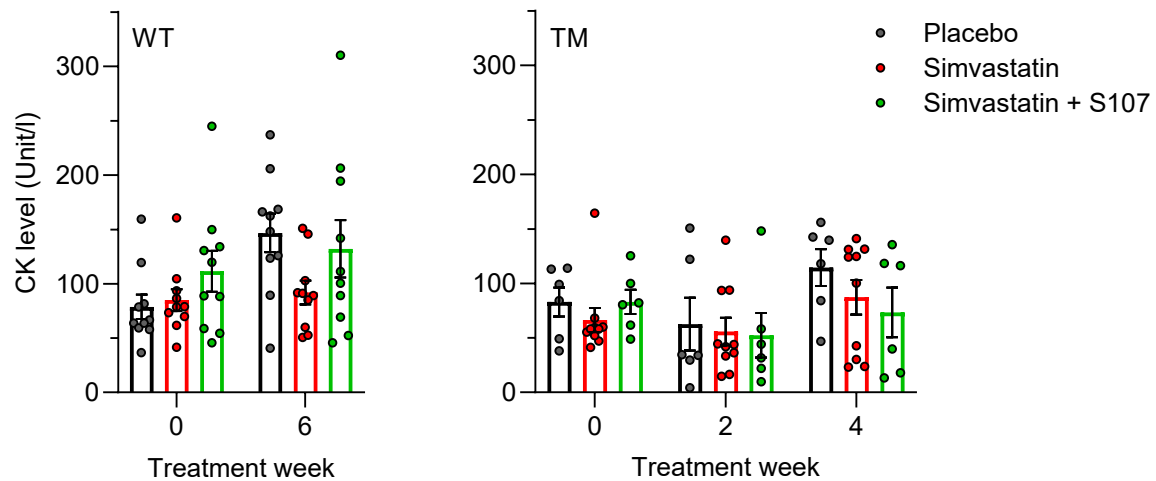 WT
TM
Placebo
Simvastatin
Simvastatin + S107
CK level (Unit/l)
300
200
100
0
300
200
100
0
0
6
0
2
4
Treatment week
Treatment week